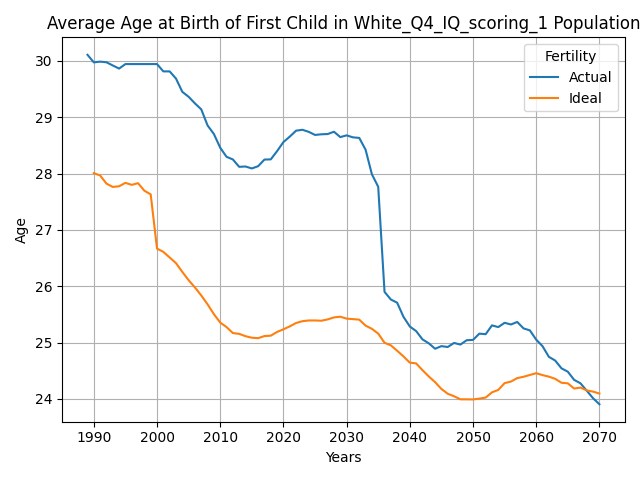 Average Age at Birth of First Child in White_Q4_IQ_scoring_1 Population
Fertility
Actual
Ideal
Age
30
29
28
27
26
25
24
1990 2000 2010 2020 2030 2040 2050 2060 2070
Years